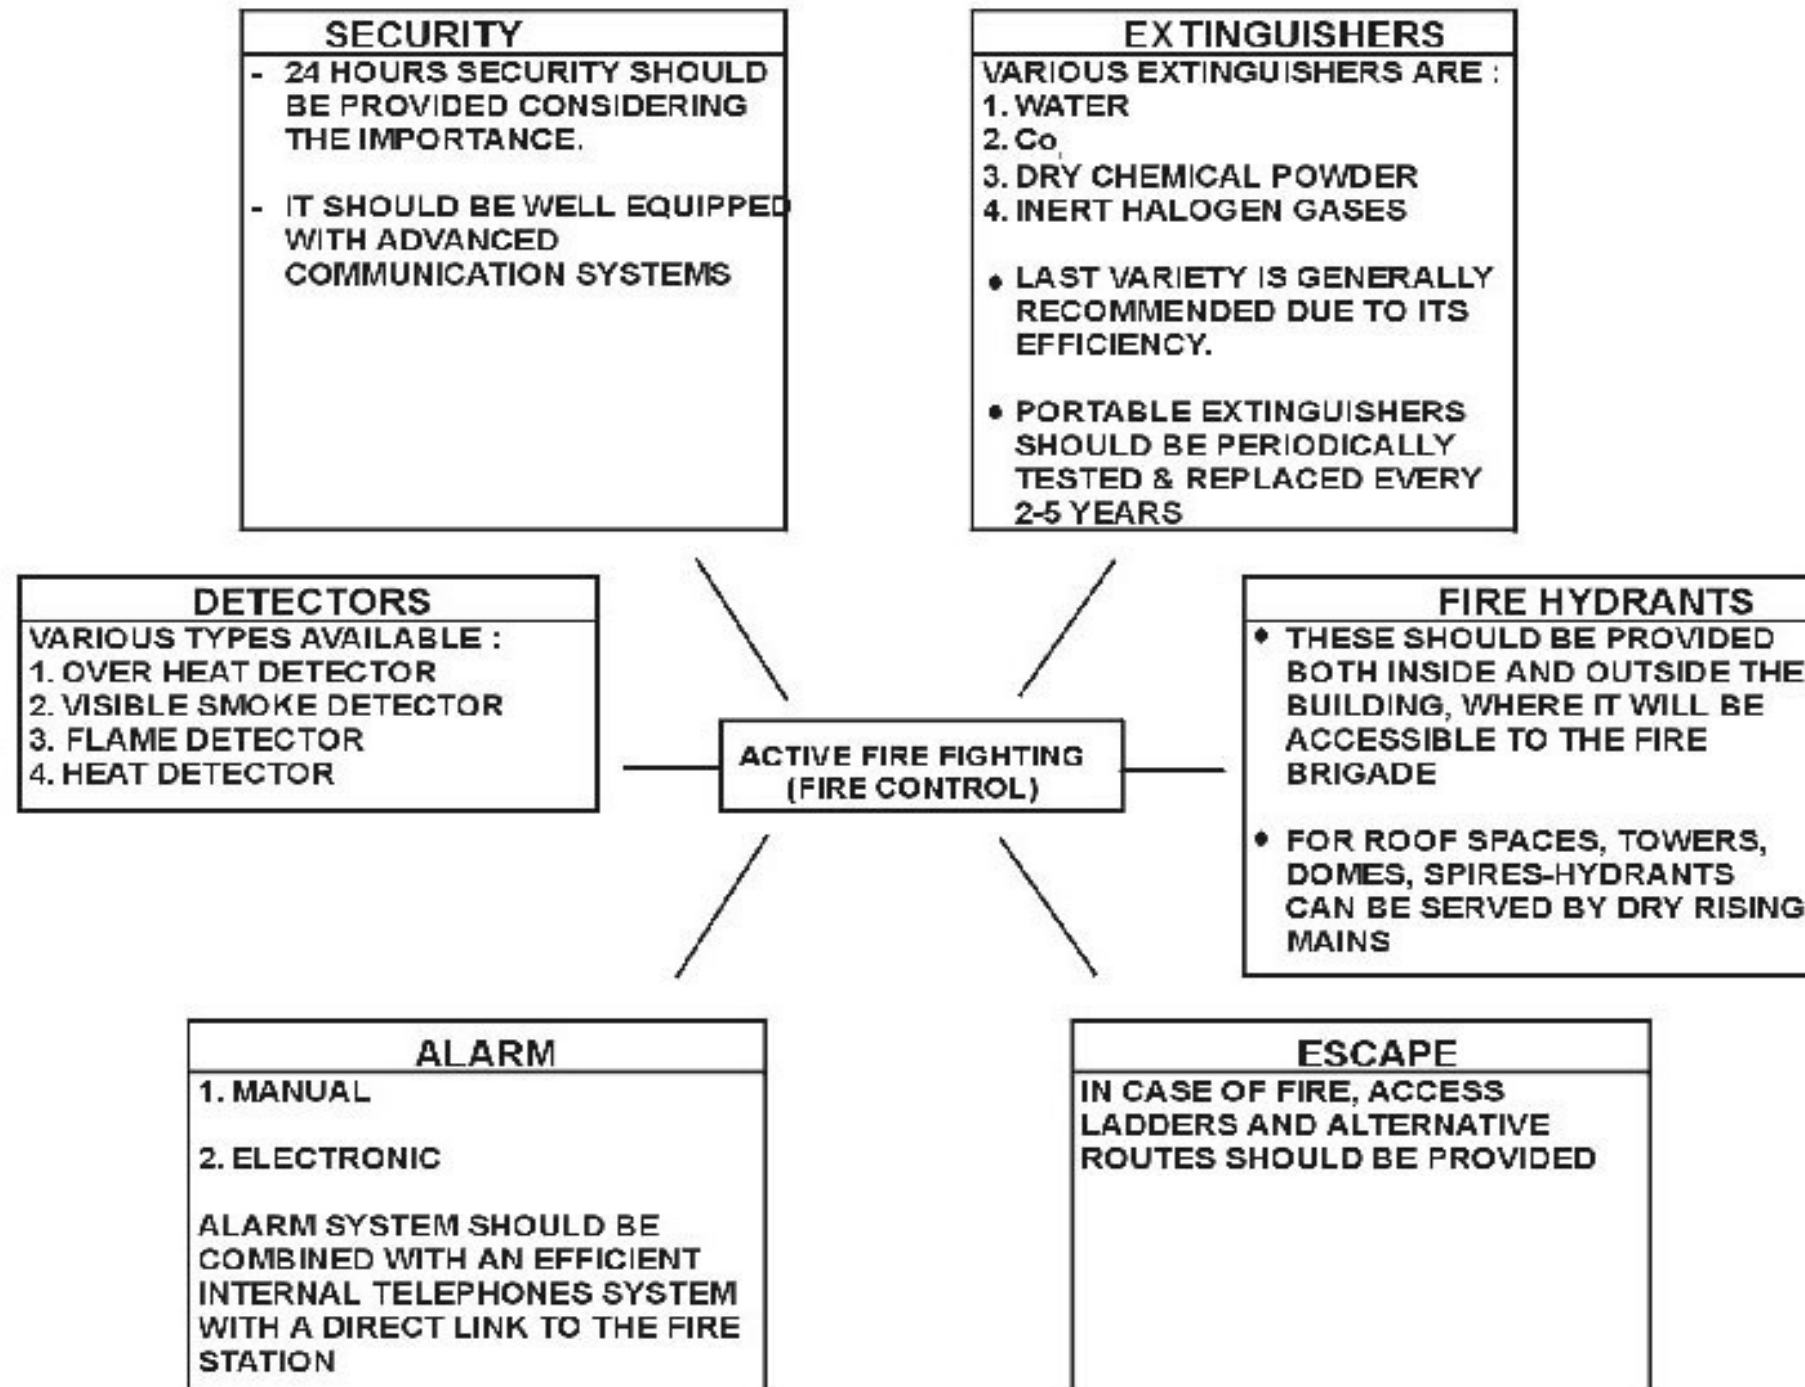 SECURITY
- 24 HOURS SECURITY SHOULD
BE PROVIDED CONSIDERING
THE IMPORTANCE.
- IT SHOULD BE WELL EQUIPPED
WITH ADVANCED
COMMUNICATION SYSTEMS
EXTINGUISHERS
VARIOUS EXTINGUISHERS ARE :
1. WATER
2. Co
3. DRY CHEMICAL POWDER
4. INERT HALOGEN GASES
• LAST VARIETY IS GENERALLY
RECOMMENDED DUE TO ITS
EFFICIENCY.
• PORTABLE EXTINGUISHERS
SHOULD BE PERIODICALLY
TESTED & REPLACED EVERY
2-5 YEARS
DETECTORS
VARIOUS TYPES AVAILABLE :
1. OVER HEAT DETECTOR
2. VISIBLE SMOKE DETECTOR
3. FLAME DETECTOR
4. HEAT DETECTOR
ACTIVE FIRE FIGHTING
(FIRE CONTROL)
FIRE HYDRANTS
• THESE SHOULD BE PROVIDED
BOTH INSIDE AND OUTSIDE THE
BUILDING, WHERE IT WILL BE
ACCESSIBLE TO THE FIRE
BRIGADE
• FOR ROOF SPACES, TOWERS,
DOMES, SPIRES-HYDRANTS
CAN BE SERVED BY DRY RISING
MAINS
ALARM
1. MANUAL
2. ELECTRONIC
ALARM SYSTEM SHOULD BE
COMBINED WITH AN EFFICIENT
INTERNAL TELEPHONES SYSTEM
WITH A DIRECT LINK TO THE FIRE
STATION
ESCAPE
IN CASE OF FIRE, ACCESS
LADDERS AND ALTERNATIVE
ROUTES SHOULD BE PROVIDED